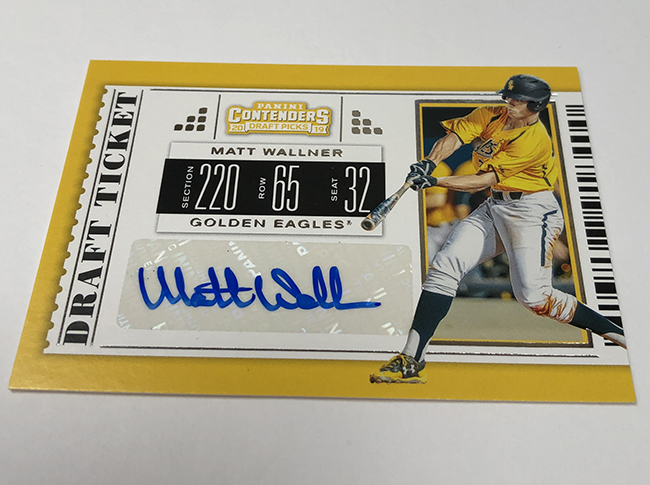 DRAFT TICKET
PANINI
CONTENDERS
20 DRAFT PICKS 19
MATT WALLNER
SECTION 220 ROW 65 SEAT 32
GOLDEN EAGLES
Matt Wall